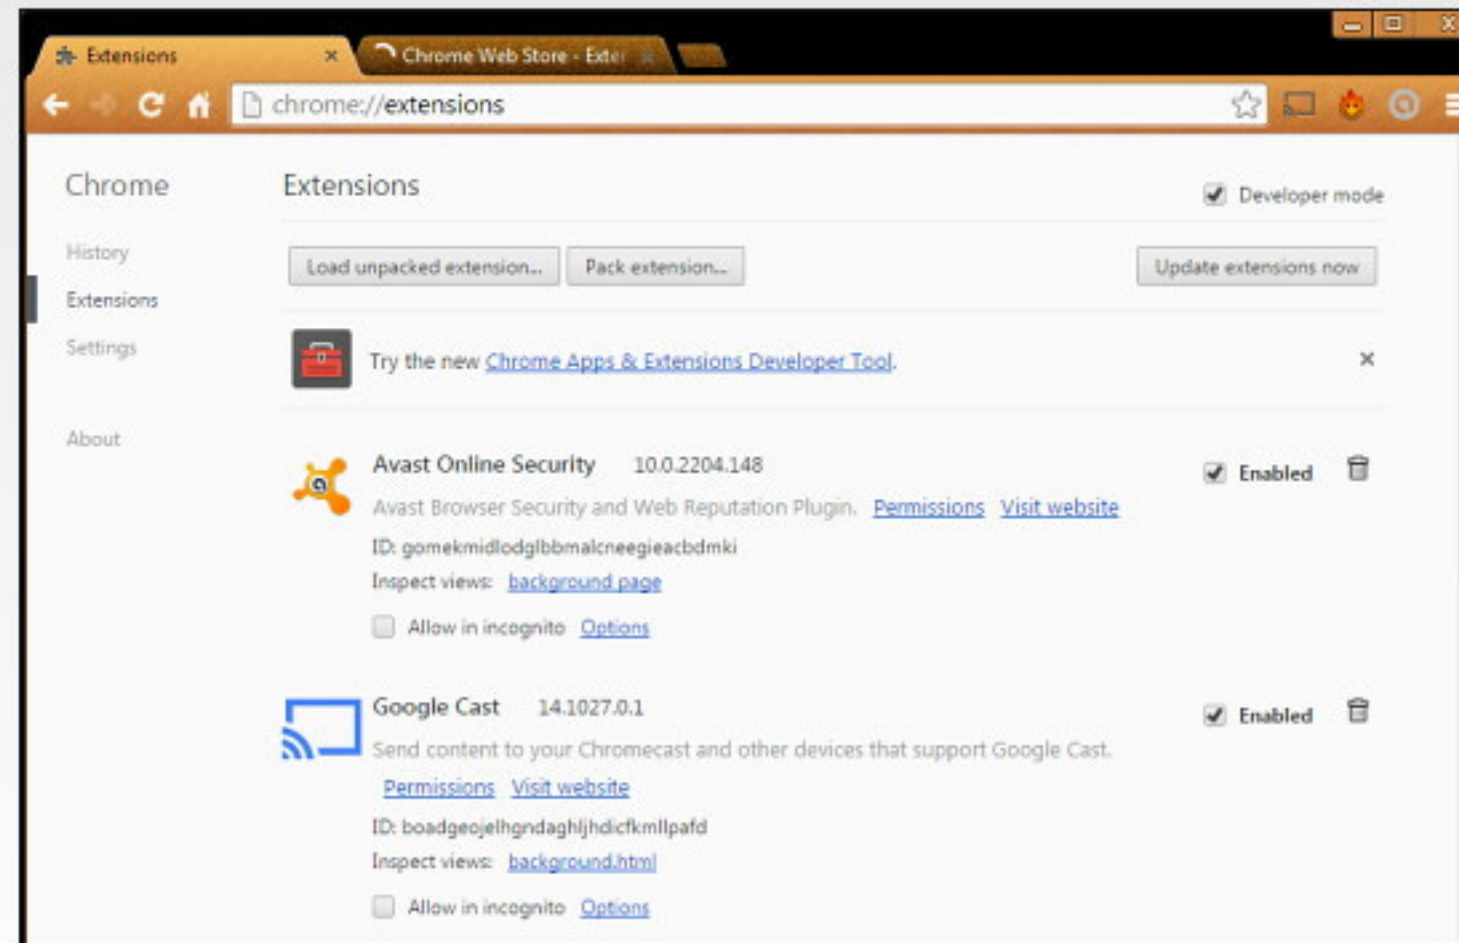 Extensions
Chrome Web Store - Exter
chrome://extensions
Chrome
Extensions
Developer mode
History
Load unpacked extension...
Pack extension...
Update extensions now
Extensions
Settings
Try the new Chrome Apps & Extensions Developer Tool.
About
Avast Online Security 10.0.2204.148
Enabled
Avast Browser Security and Web Reputation Plugin. Permissions Visit website
ID: gomekmidlodglbbmalcneegieacbdmki
Inspect views: background page
Allow in incognito Options
Google Cast 14.1027.0.1
Enabled
Send content to your Chromecast and other devices that support Google Cast.
Permissions Visit website
ID: boadgeojelhgndaghljhdicfkmllpafd
Inspect views: background.html
Allow in incognito Options